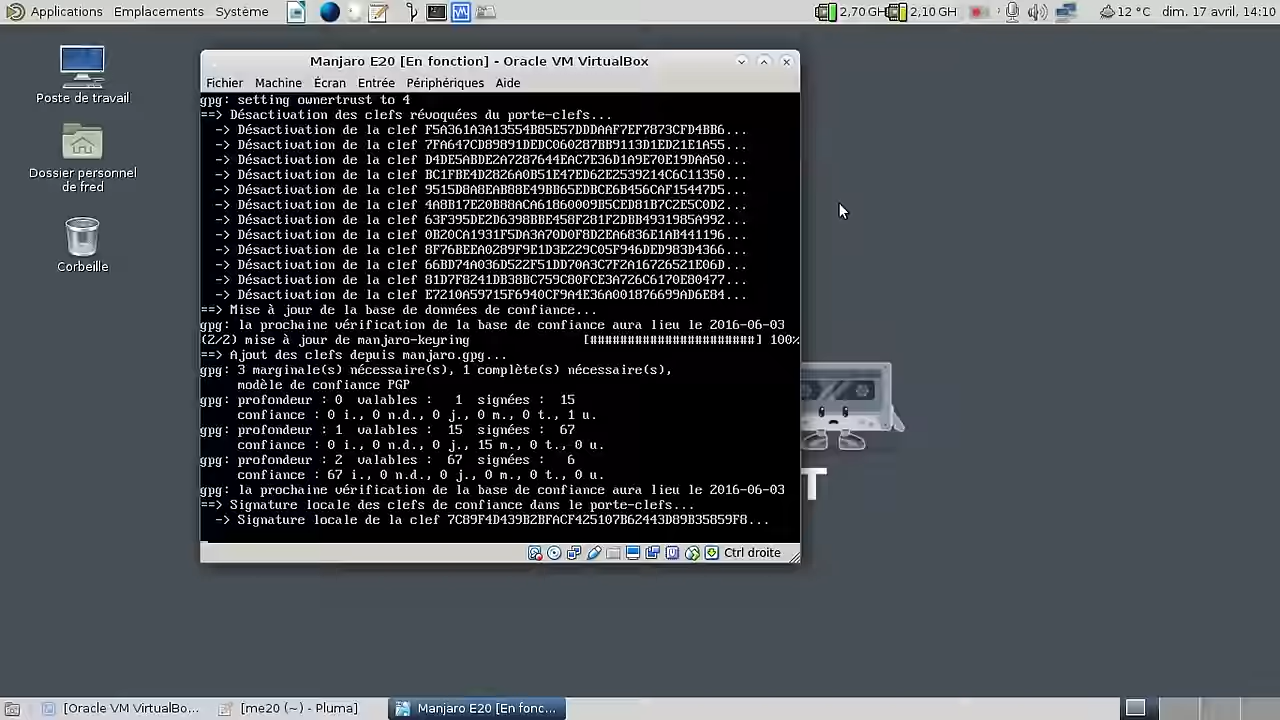 Applications Emplacements Système 2,70 GH 2,10 GH 12 °C dim. 17 avril, 14:10
Poste de travail
Dossier personnel
de fred
Corbeille
Manjaro E20 [En fonction] - Oracle VM VirtualBox
Fichier Machine Écran Entrée Périphériques Aide
gpg: setting ownertrust to 4
==> Désactivation des clefs révoquées du porte-clefs...
-> Désactivation de la clef F5A361A3A13554B85E57DDDAAF7EF7873CFD4BB6...
-> Désactivation de la clef 7FA647CD89891DEDC060287BB9113D1ED21E1A55...
-> Désactivation de la clef D4DE5ABDE2A7287644EAC7E36D1A9E70E19DAA50...
-> Désactivation de la clef BC1FBE4D2826A0B51E47ED62E2539214C6C11350...
-> Désactivation de la clef 9515D8A8EAB88E49BB65EDBCE6B456CAF15447D5...
-> Désactivation de la clef 4A8B17E20B88ACA61860009B5CED81B7C2E5C0D2...
-> Désactivation de la clef 63F395DE2D6398BBE458F281F2DBB4931985A992...
-> Désactivation de la clef 0B20CA1931F5DA3A70D0F8D2EA6836E1AB441196...
-> Désactivation de la clef 8F76BEEA0289F9E1D3E229C05F946DED983D4366...
-> Désactivation de la clef 66BD74A036D522F51DD70A3C7F2A16726521E06D...
-> Désactivation de la clef 81D7F8241DB38BC759C80FCE3A726C6170E80477...
-> Désactivation de la clef E7210A59715F6940CF9A4E36A001876699AD6E84...
==> Mise à jour de la base de données de confiance...
gpg: la prochaine vérification de la base de confiance aura lieu le 2016-06-03
(2/2) mise à jour de manjaro-keyring [######################] 100%
==> Ajout des clefs depuis manjaro.gpg...
gpg: 3 marginale(s) nécessaire(s), 1 complète(s) nécessaire(s),
modèle de confiance PGP
gpg: profondeur : 0 valables : 1 signées : 15
confiance : 0 i., 0 n.d., 0 j., 0 m., 0 t., 1 u.
gpg: profondeur : 1 valables : 15 signées : 67
confiance : 0 i., 0 n.d., 0 j., 15 m., 0 t., 0 u.
gpg: profondeur : 2 valables : 67 signées : 6
confiance : 67 i., 0 n.d., 0 j., 0 m., 0 t., 0 u.
gpg: la prochaine vérification de la base de confiance aura lieu le 2016-06-03
==> Signature locale des clefs de confiance dans le porte-clefs...
-> Signature locale de la clef 7C89F4D439B2BFACF425107B62443D89B35859F8...
T
Ctrl droite
[Oracle VM VirtualBo... [me20 (~) - Pluma] Manjaro E20 [En fonc...